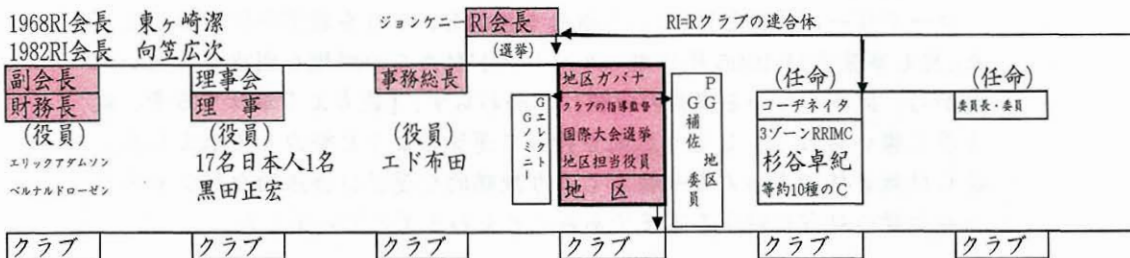 1968RI会長 東ヶ崎潔 ジョンケニー RI会長 RI=Rクラブの連合体
1982RI会長 向笠広次 (選挙)
副会長 理事会 事務総長 地区ガバナ (任命) (任命)
財務長 理事 クラブの指導監督 コーデネイタ 委員長・委員
(役員) (役員) (役員) 国際大会選挙 3ゾーンRRIMC
エリックアダムソン 17名日本人1名 エド布田 地区担当役員 杉谷卓紀
ベルナルドローゼン 黒田正宏 地区 等約10種のC
GエレクトGノミニー
PG地区
G補佐 委員
クラブ クラブ クラブ クラブ クラブ クラブ